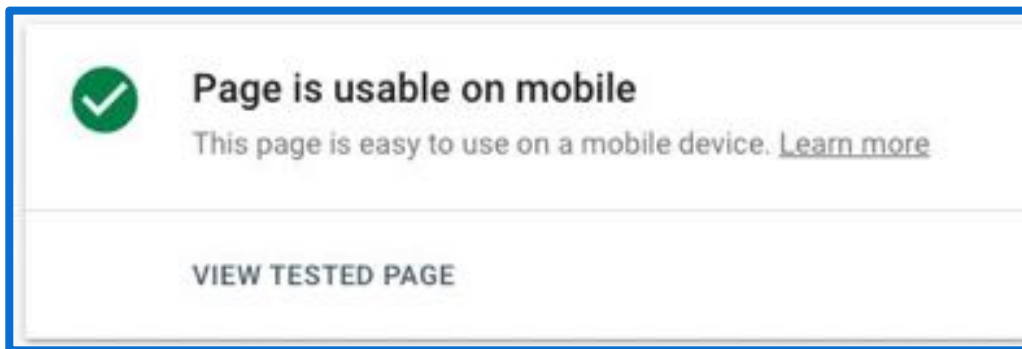 Page is usable on mobile
This page is easy to use on a mobile device. Learn more
VIEW TESTED PAGE